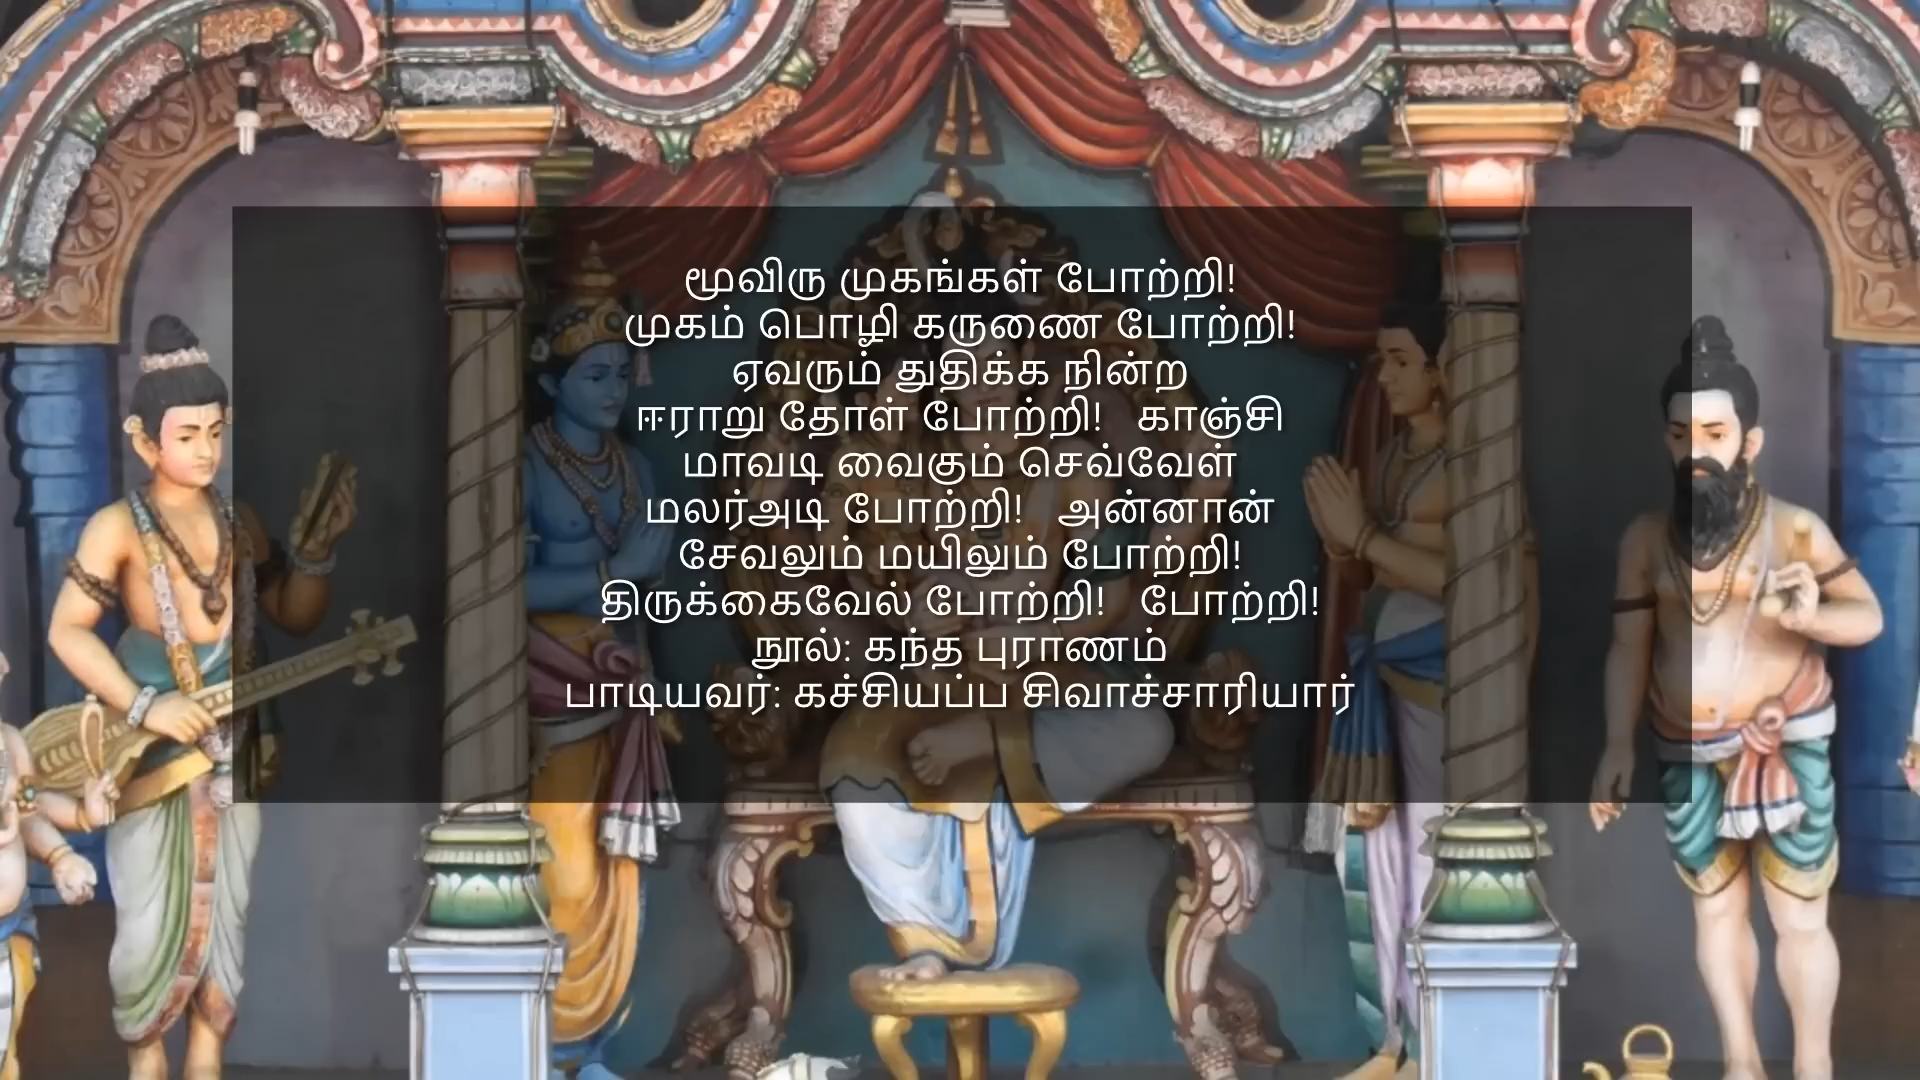 மூவிரு முகங்கள் போற்றி!
முகம் பொழி கருணை போற்றி!
ஏவரும் துதிக்க நின்ற
ஈராறு தோள் போற்றி! காஞ்சி
மாவடி வைகும் செவ்வேள்
மலர்அடி போற்றி! அன்னான்
சேவலும் மயிலும் போற்றி!
திருக்கைவேல் போற்றி! போற்றி!
நூல்: கந்த புராணம்
பாடியவர்: கச்சியப்ப சிவாச்சாரியார்